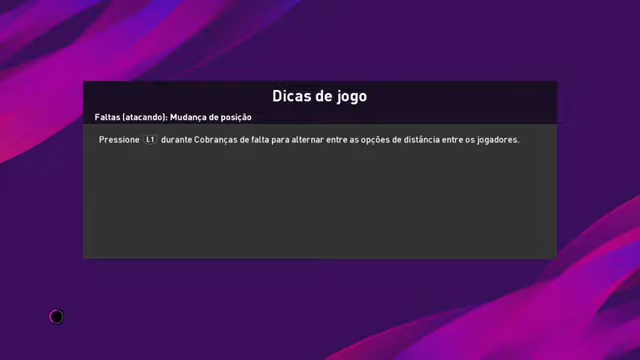 Dicas de jogo
Faltas (atacando): Mudança de posição
Pressione L1 durante Cobranças de falta para alternar entre as opções de distância entre os jogadores.